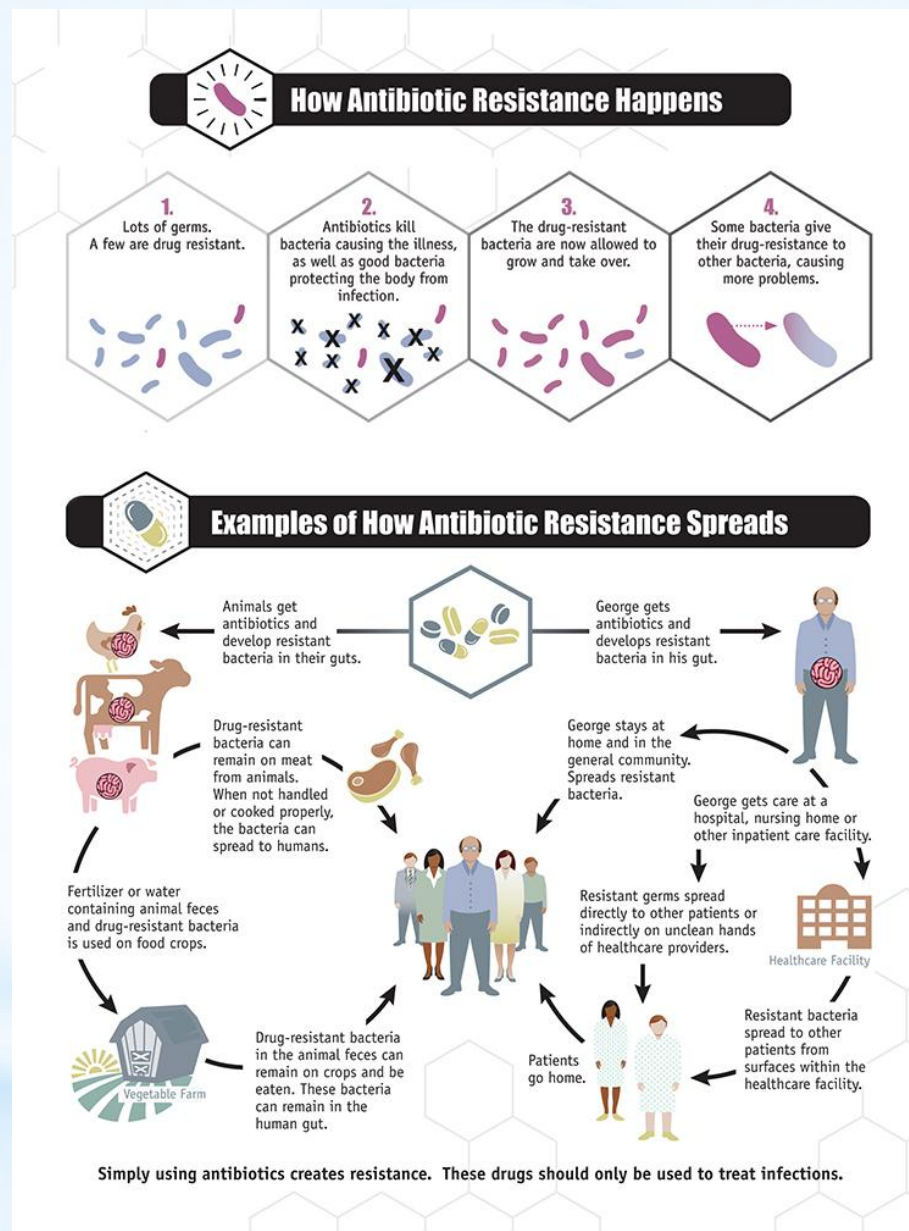 How Antibiotic Resistance Happens
1.
Lots of germs.
A few are drug resistant.
2.
Antibiotics kill
bacteria causing the illness,
as well as good bacteria
protecting the body from
infection.
3.
The drug-resistant
bacteria are now allowed to
grow and take over.
4.
Some bacteria give
their drug-resistance to
other bacteria, causing
more problems.
X X X X X X X X X X
Examples of How Antibiotic Resistance Spreads
Animals get
antibiotics and
develop resistant
bacteria in their guts.
George gets
antibiotics and
develops resistant
bacteria in his gut.
Drug-resistant
bacteria can
remain on meat
from animals.
When not handled
or cooked properly,
the bacteria can
spread to humans.
George stays at
home and in the
general community.
Spreads resistant
bacteria.
George gets care at a
hospital, nursing home or
other inpatient care facility.
Fertilizer or water
containing animal feces
and drug-resistant bacteria
is used on food crops.
Resistant germs spread
directly to other patients or
indirectly on unclean hands
of healthcare providers.
Healthcare Facility
Vegetable Farm
Drug-resistant bacteria
in the animal feces can
remain on crops and be
eaten. These bacteria
can remain in the
human gut.
Patients
go home.
Resistant bacteria
spread to other
patients from
surfaces within the
healthcare facility.
Simply using antibiotics creates resistance. These drugs should only be used to treat infections.